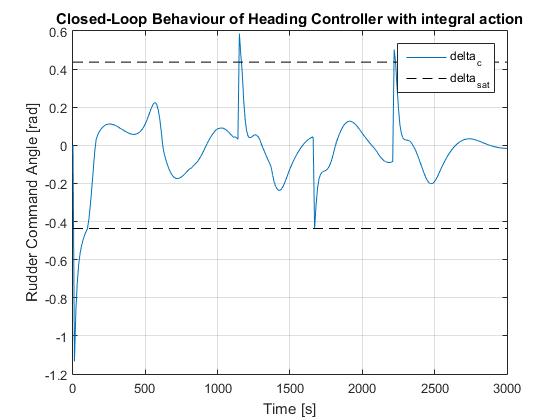 Closed-Loop Behaviour of Heading Controller with integral action
Rudder Command Angle [rad]
0.6
0.4
0.2
0
-0.2
-0.4
-0.6
-0.8
-1
-1.2
delta_c
delta_sat
0 500 1000 1500 2000 2500 3000
Time [s]